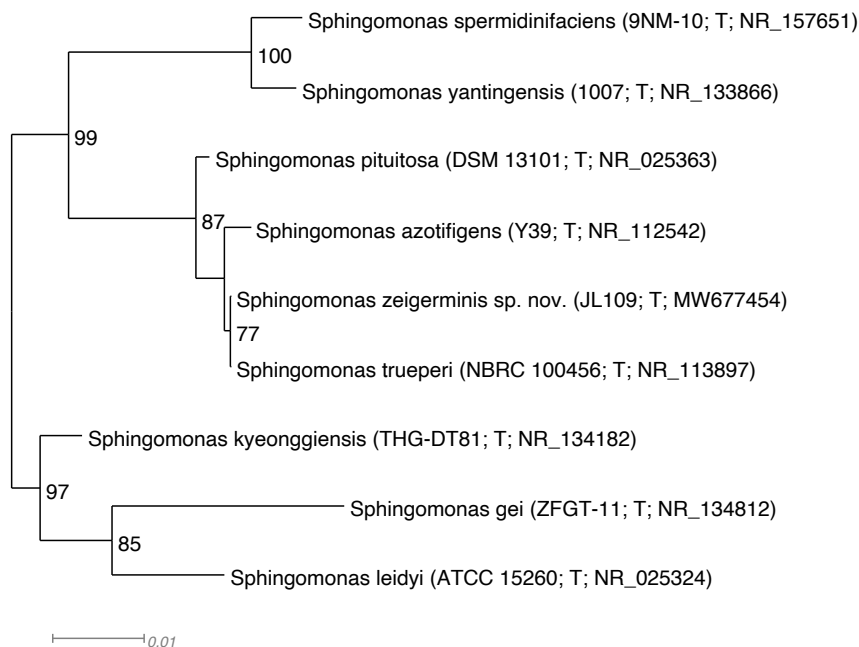 Sphingomonas spermidinifaciens (9NM-10; T; NR_157651)
100
Sphingomonas yantingensis (1007; T; NR_133866)
99
Sphingomonas pituitosa (DSM 13101; T; NR_025363)
87
Sphingomonas azotifigens (Y39; T; NR_112542)
Sphingomonas zeigerminis sp. nov. (JL109; T; MW677454)
77
Sphingomonas trueperi (NBRC 100456; T; NR_113897)
Sphingomonas kyeonggiensis (THG-DT81; T; NR_134182)
97
Sphingomonas gei (ZFGT-11; T; NR_134812)
85
Sphingomonas leidyi (ATCC 15260; T; NR_025324)
0.01